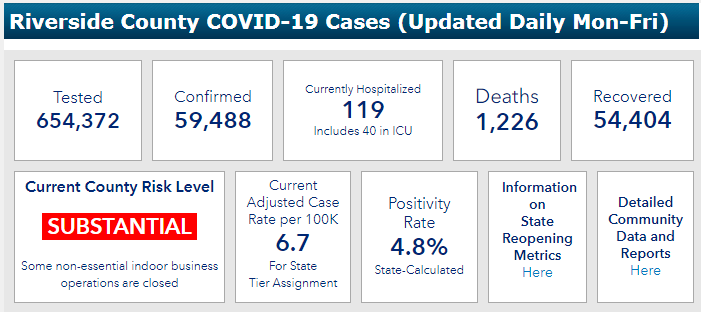 Riverside County COVID-19 Cases (Updated Daily Mon-Fri)
Tested
654,372
Confirmed
59,488
Currently Hospitalized
119
Includes 40 in ICU
Deaths
1,226
Recovered
54,404
Current County Risk Level
SUBSTANTIAL
Some non-essential indoor business
operations are closed
Current
Adjusted Case
Rate per 100K
6.7
For State
Tier Assignment
Positivity
Rate
4.8%
State-Calculated
Information
on
State
Reopening
Metrics
Here
Detailed
Community
Data and
Reports
Here